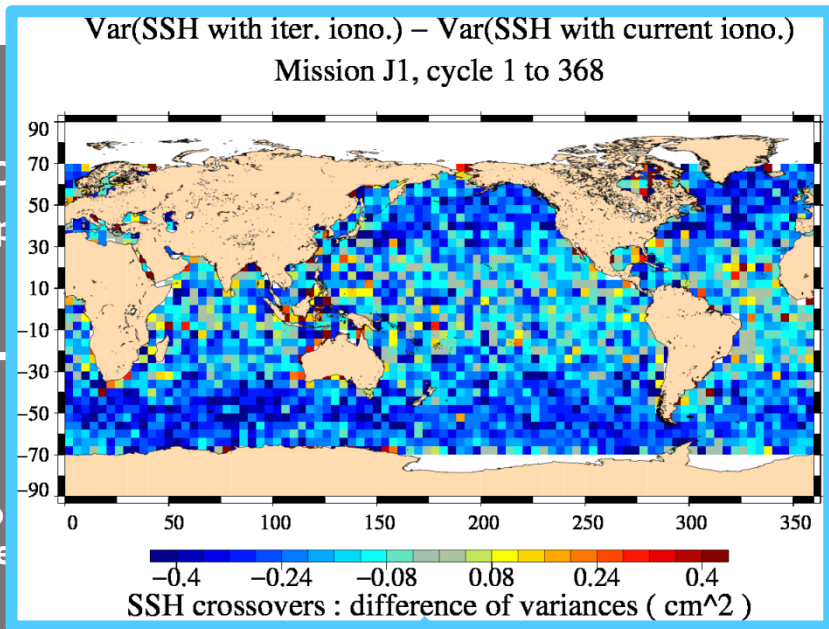 Var(SSH with iter. iono.) − Var(SSH with current iono.)
Mission J1, cycle 1 to 368
90
70
50
30
10
−10
−30
−50
−70
−90
0 50 100 150 200 250 300 350
−0.4 −0.24 −0.08 0.08 0.24 0.4
SSH crossovers : difference of variances ( cm^2 )